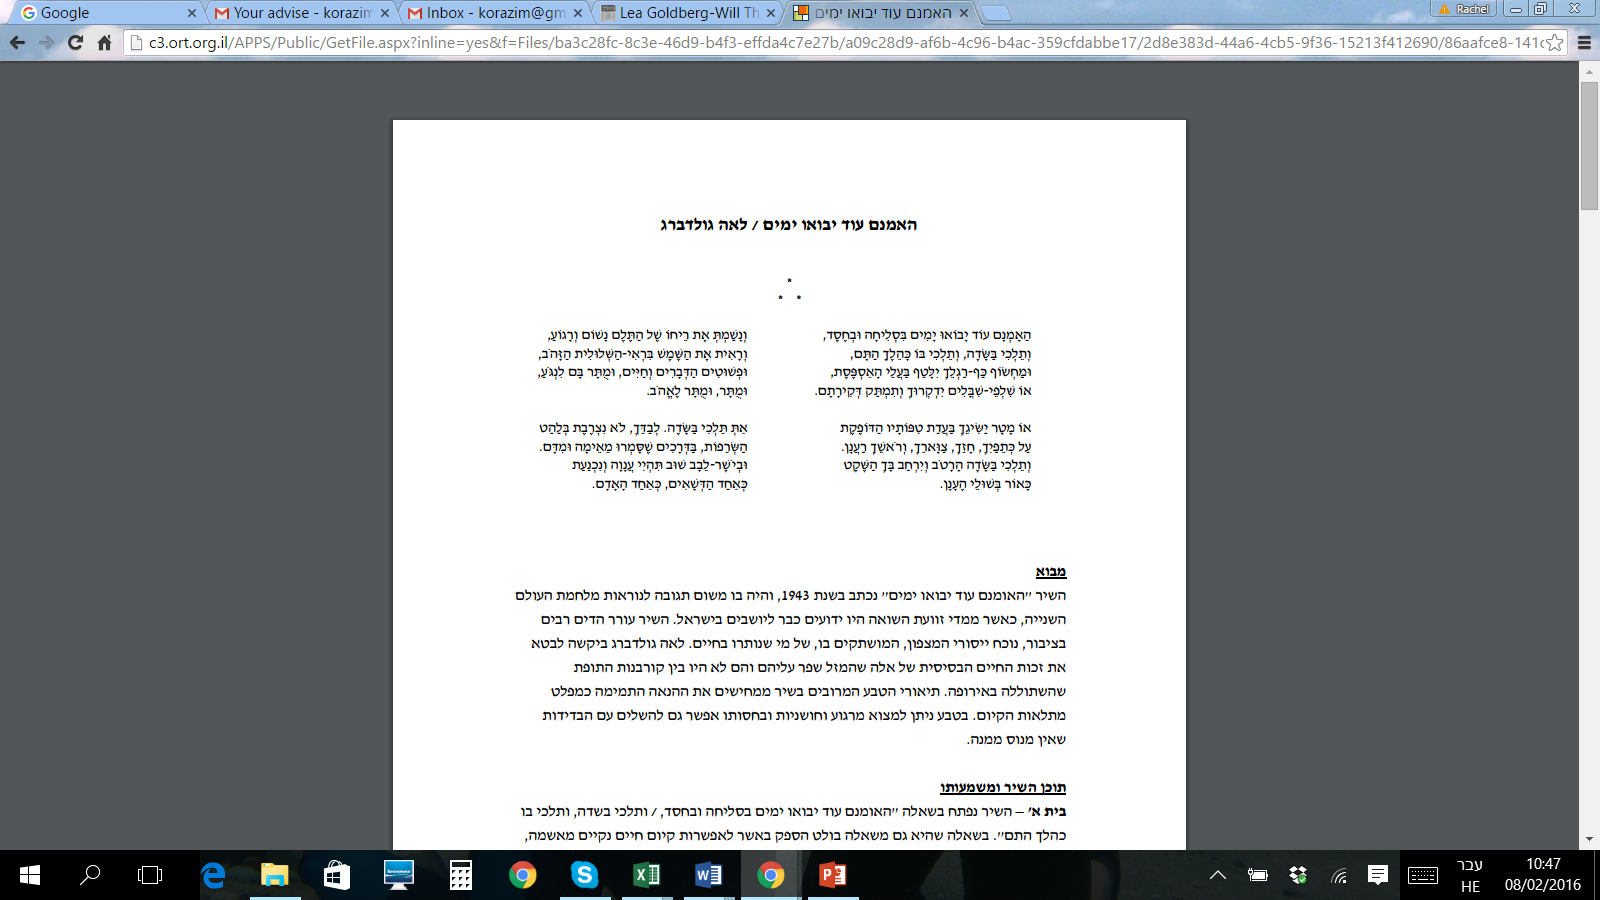 Google
Your advise - korazim
Inbox - korazim@gm
Lea Goldberg-Will Th
האמנם עוד יבואו ימים
Rachel
c3.ort.org.il/APPS/Public/GetFile.aspx?inline=yes&f=Files/ba3c28fc-8c3e-46d9-b4f3-effda4c7e27b/a09c28d9-af6b-4c96-b4ac-359cfdabbe17/2d8e383d-44a6-4cb5-9f36-15213f412690/86aafce8-141c
האמנם עוד יבואו ימים / לאה גולדברג
*
* *
הַאֻמְנָם עוֹד יָבוֹאוּ יָמִים בִּסְלִיחָה וּבְחֶסֶד,
וְתֵלְכִי בַּשָּׂדֶה, וְתֵלְכִי בּוֹ כַּהֵלֶךְ הַתָּם,
וּמַחְשׂוֹף כַּף-רַגְלֵךְ יִלָּטֵף בַּעֲלֵי הָאַסְפֶּסֶת,
אוֹ שִׁלְפֵי-שִׁבֳּלִים יִדְקְרוּךְ וְתִמְתַּק דְּקִירָתָם.
אוֹ מָטָר יַשִּׂיגֵךְ בַּעֲדַת טִפּוֹתָיו הַדּוֹפֶקֶת
עַל כְּתֵפַיִךְ, חָזֵךְ, צַוָּארֵךְ, וְרֹאשֵׁךְ רַעֲנָן.
וְתֵלְכִי בַּשָּׂדֶה הָרָטֹב וְיִרְחַב בָּךְ הַשֶּׁקֶט
כָּאוֹר בְּשׁוּלֵי הֶעָנָן.
וְנָשַׁמְתְּ אֶת רֵיחוֹ שֶׁל הַתֶּלֶם נָשׁוֹם וְרָגוֹעַ,
וְרָאִית אֶת הַשֶּׁמֶשׁ בִּרְאִי-הַשְּׁלוּלִית הַזָּהֹב,
וּפְשׁוּטִים הַדְּבָרִים וְחַיִּים, וּמֻתָּר בָּם לִנְגֹּעַ,
וּמֻתָּר, וּמֻתָּר לֶאֱהֹב.
אַתְּ תֵּלְכִי בַּשָּׂדֶה. לְבַדֵּךְ, לֹא נִצְרֶבֶת בְּלַהַט
הַשְּׂרֵפוֹת, בַּדְּרָכִים שֶׁסָּמְרוּ מֵאֵימָה וּמִדָּם.
וּבְיֹשֶׁר-לֵבָב שׁוּב תִּהְיִי עֲנָוָה וְנִכְנַעַת
כְּאַחַד הַדְּשָׁאִים, כְּאַחַד הָאָדָם.
מבוא
השיר "האומנם עוד יבואו ימים" נכתב בשנת 1943, והיה בו משום תגובה לנוראות מלחמת העולם
השנייה, כאשר ממדי זוועת השואה היו ידועים כבר ליושבים בישראל. השיר עורר הדים רבים
בציבור, נוכח ייסורי המצפון, המושתקים בו, של מי שנותרו בחיים. לאה גולדברג ביקשה לבטא
את זכות החיים הבסיסית של אלה שהמזל שפר עליהם והם לא היו בין קורבנות התופת
שהשתוללה באירופה. תיאורי הטבע המרובים בשיר ממחישים את ההנאה התמימה כמפלט
מתלאות הקיום. בטבע ניתן למצוא מרגוע וחושניות ובחסותו אפשר גם להשלים עם הבדידות
שאין מנוס ממנה.
תוכן השיר ומשמעותו
בית א' – השיר נפתח בשאלה "האומנם עוד יבואו ימים בסליחה ובחסד, / ותלכי בשדה, ותלכי בו
כהלך התם". בשאלה שהיא גם משאלה בולט הספק באשר לאפשרות קיום חיים נקיים מאשמה,
עבר
HE
10:47
08/02/2016